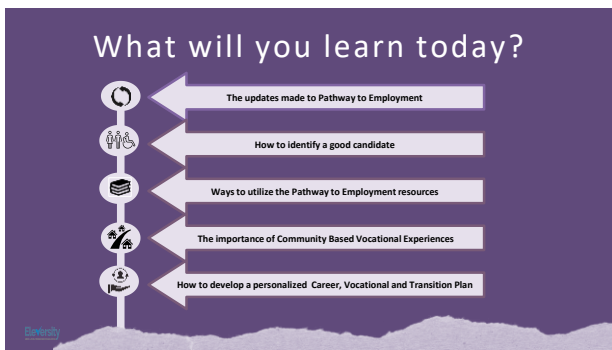 What will you learn today?
The updates made to Pathway to Employment
How to identify a good candidate
Ways to utilize the Pathway to Employment resources
The importance of Community Based Vocational Experiences
How to develop a personalized Career, Vocational and Transition Plan
Eleversity